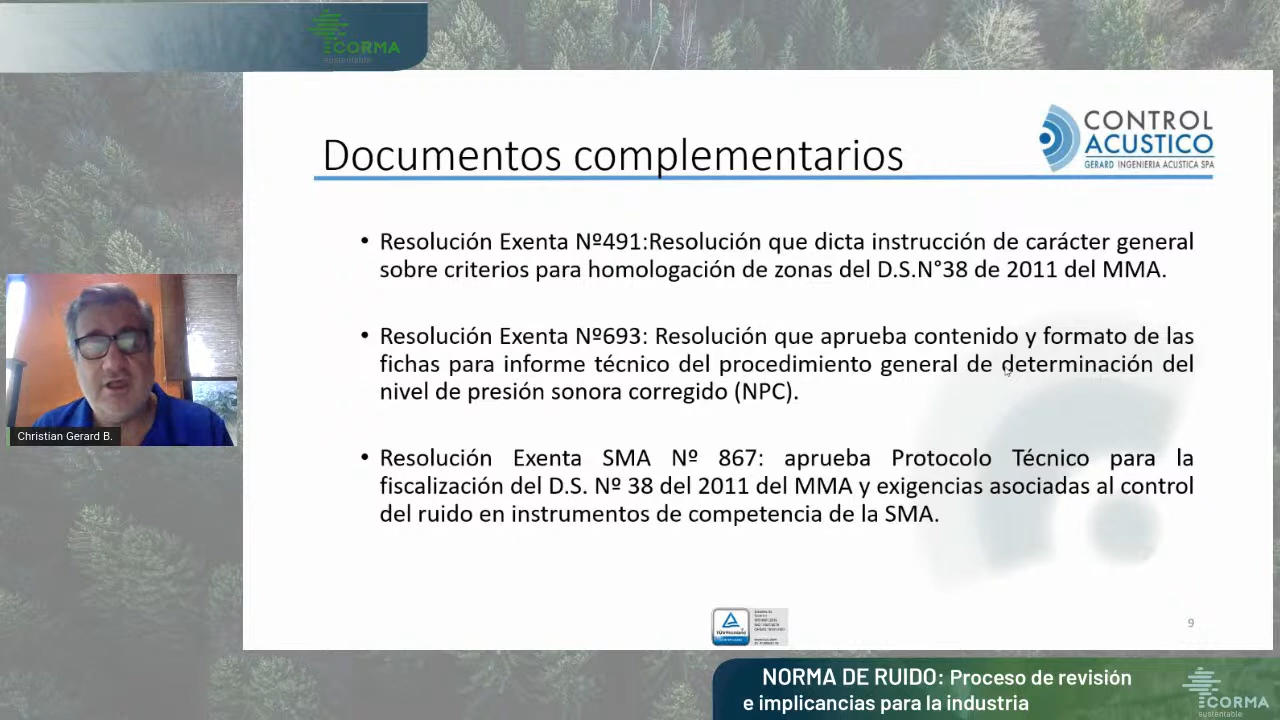 CORMA
sustentable
CONTROL
ACUSTICO
GERARD INGENIERIA ACUSTICA SPA
Documentos complementarios
• Resolución Exenta Nº491:Resolución que dicta instrucción de carácter general
sobre criterios para homologación de zonas del D.S.N°38 de 2011 del MMA.
• Resolución Exenta Nº693: Resolución que aprueba contenido y formato de las
fichas para informe técnico del procedimiento general de determinación del
nivel de presión sonora corregido (NPC).
• Resolución Exenta SMA Nº 867: aprueba Protocolo Técnico para la
fiscalización del D.S. Nº 38 del 2011 del MMA y exigencias asociadas al control
del ruido en instrumentos de competencia de la SMA.
Christian Gerard B.
9
NORMA DE RUIDO: Proceso de revisión
e implicancias para la industria
CORMA
sustentable